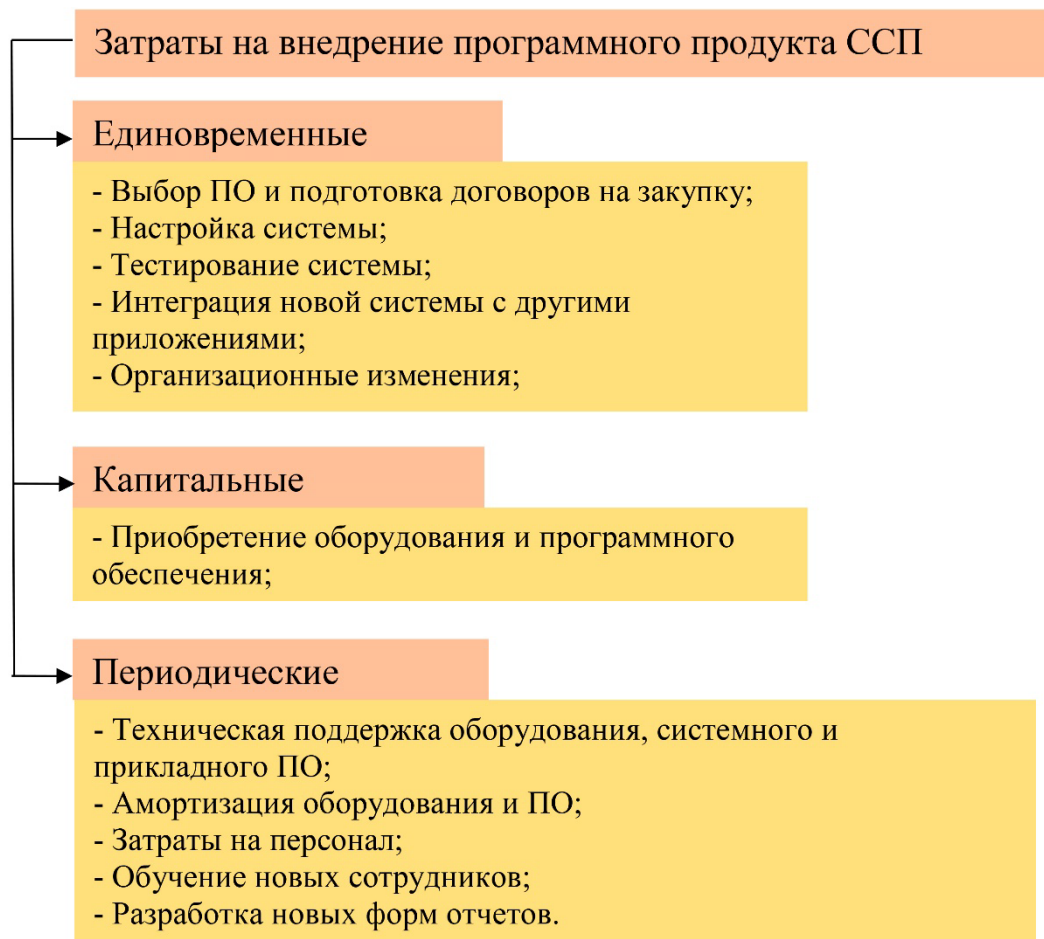 Затраты на внедрение программного продукта ССП
Единовременные
- Выбор ПО и подготовка договоров на закупку;
- Настройка системы;
- Тестирование системы;
- Интеграция новой системы с другими
приложениями;
- Организационные изменения;
Капитальные
- Приобретение оборудования и программного
обеспечения;
Периодические
- Техническая поддержка оборудования, системного и
прикладного ПО;
- Амортизация оборудования и ПО;
- Затраты на персонал;
- Обучение новых сотрудников;
- Разработка новых форм отчетов.